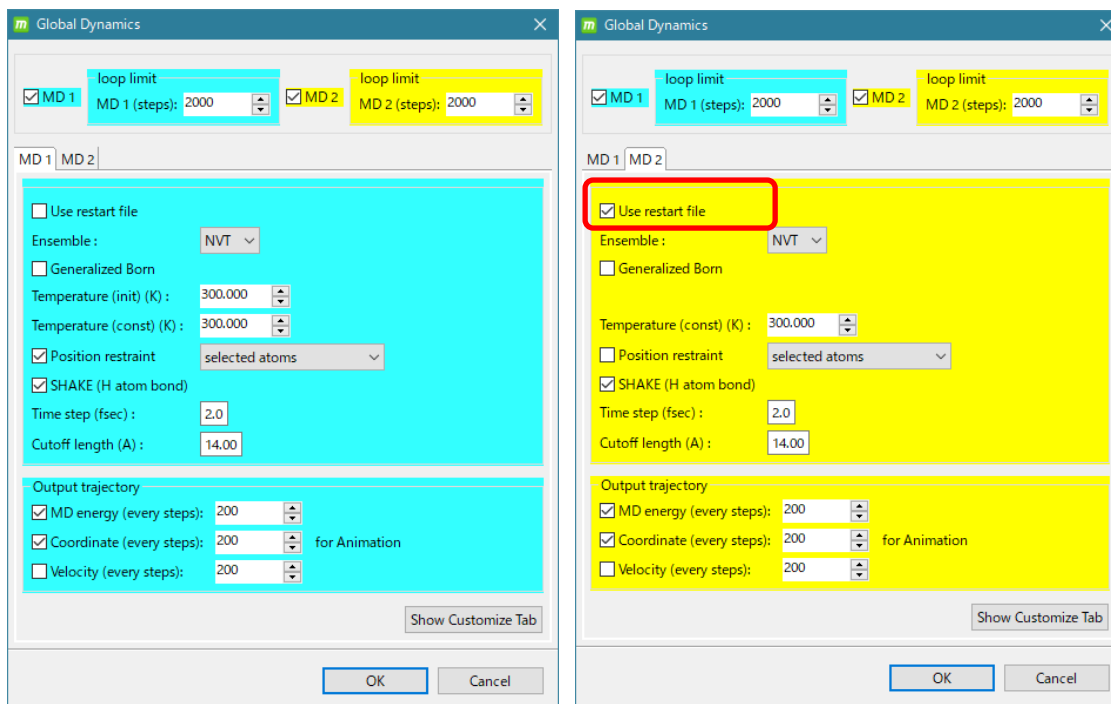 m Global Dynamics
loop limit
MD 1
MD 1 (steps): 2000
loop limit
MD 2
MD 2 (steps): 2000
MD 1 MD 2
Use restart file
Ensemble : NVT
Generalized Born
Temperature (init) (K) : 300.000
Temperature (const) (K) : 300.000
Position restraint selected atoms
SHAKE (H atom bond)
Time step (fsec) : 2.0
Cutoff length (A) : 14.00
Output trajectory
MD energy (every steps): 200
Coordinate (every steps): 200 for Animation
Velocity (every steps): 200
Show Customize Tab
OK Cancel
m Global Dynamics
loop limit
MD 1
MD 1 (steps): 2000
loop limit
MD 2
MD 2 (steps): 2000
MD 1 MD 2
Use restart file
Ensemble : NVT
Generalized Born
Temperature (const) (K) : 300.000
Position restraint selected atoms
SHAKE (H atom bond)
Time step (fsec) : 2.0
Cutoff length (A) : 14.00
Output trajectory
MD energy (every steps): 200
Coordinate (every steps): 200 for Animation
Velocity (every steps): 200
Show Customize Tab
OK Cancel